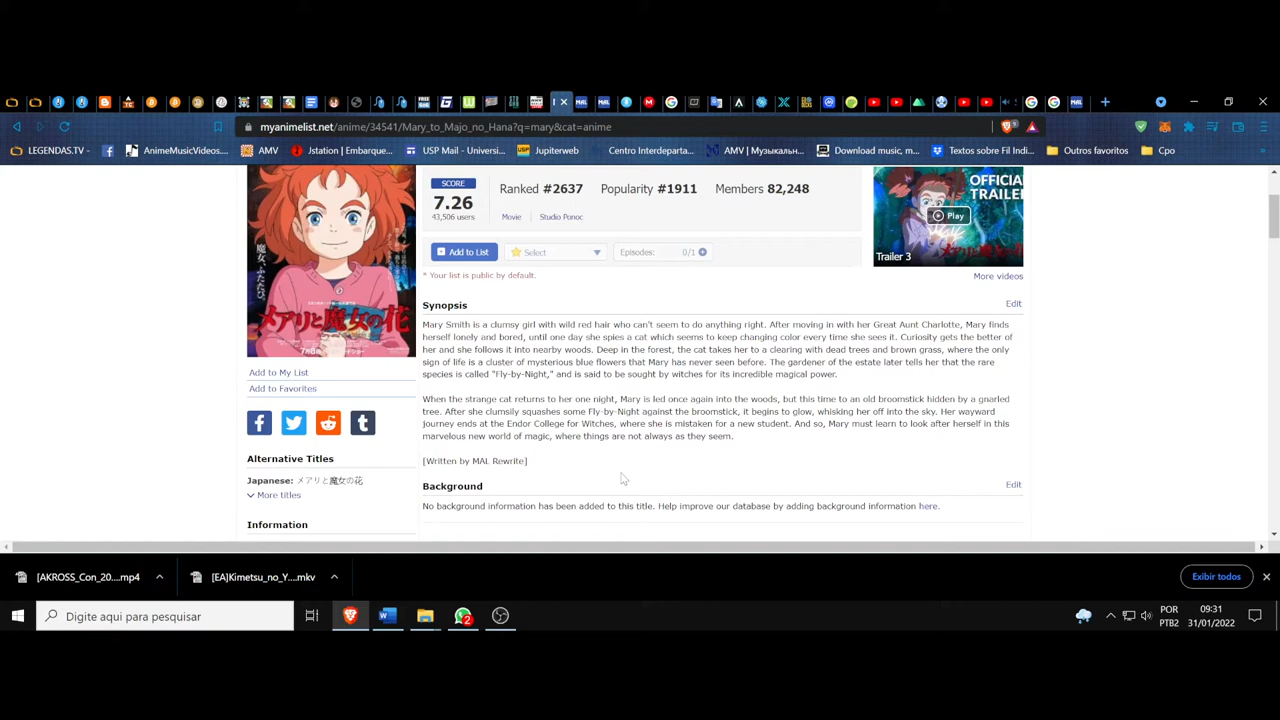 myanimelist.net/anime/34541/Mary_to_Majo_no_Hana?q=mary&cat=anime
LEGENDAS.TV -
AnimeMusicVideos...
AMV
Jstation | Embarque...
USP Mail - Universi...
Jupiterweb
Centro Interdeparta...
AMV | Музыкальн...
Download music, m...
Textos sobre Fil Indi...
Outros favoritos
Cpo
SCORE
7.26
43,506 users
Ranked #2637 Popularity #1911 Members 82,248
Movie Studio Ponoc
OFFICIAL
TRAILER
Play
Trailer 3
More videos
Add to List
Select
Episodes: 0/1
* Your list is public by default.
魔女、ふたたび。
メアリと魔女の花
Synopsis
Edit
Mary Smith is a clumsy girl with wild red hair who can't seem to do anything right. After moving in with her Great Aunt Charlotte, Mary finds
herself lonely and bored, until one day she spies a cat which seems to keep changing color every time she sees it. Curiosity gets the better of
her and she follows it into nearby woods. Deep in the forest, the cat takes her to a clearing with dead trees and brown grass, where the only
sign of life is a cluster of mysterious blue flowers that Mary has never seen before. The gardener of the estate later tells her that the rare
species is called "Fly-by-Night," and is said to be sought by witches for its incredible magical power.
When the strange cat returns to her one night, Mary is led once again into the woods, but this time to an old broomstick hidden by a gnarled
tree. After she clumsily squashes some Fly-by-Night against the broomstick, it begins to glow, whisking her off into the sky. Her wayward
journey ends at the Endor College for Witches, where she is mistaken for a new student. And so, Mary must learn to look after herself in this
marvelous new world of magic, where things are not always as they seem.
[Written by MAL Rewrite]
Background
Edit
No background information has been added to this title. Help improve our database by adding background information here.
Add to My List
Add to Favorites
Alternative Titles
Japanese: メアリと魔女の花
More titles
Information
[AKROSS_Con_20....mp4
[EA]Kimetsu_no_Y....mkv
Exibir todos
Digite aqui para pesquisar
2
POR
PTB2
09:31
31/01/2022